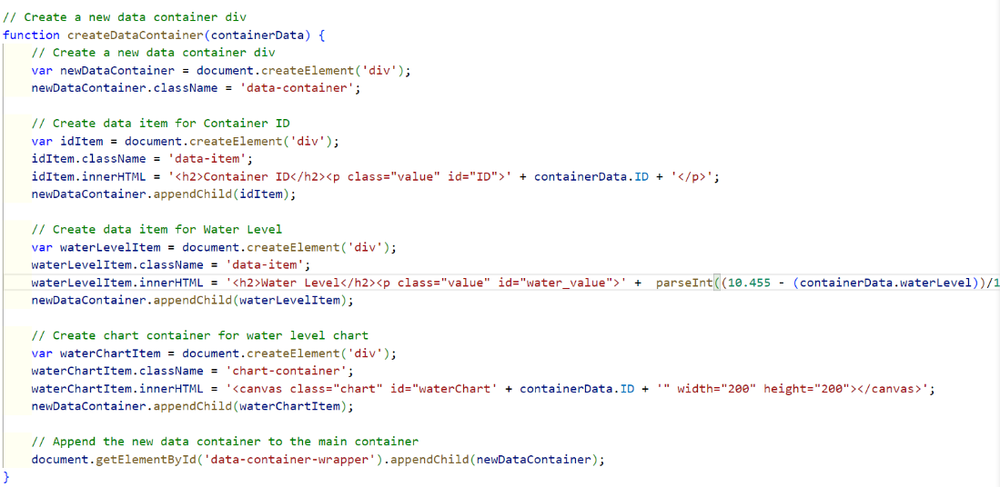 // Create a new data container div
function createDataContainer(containerData) {
    // Create a new data container div
    var newDataContainer = document.createElement('div');
    newDataContainer.className = 'data-container';

    // Create data item for Container ID
    var idItem = document.createElement('div');
    idItem.className = 'data-item';
    idItem.innerHTML = '<h2>Container ID</h2><p class="value" id="ID">' + containerData.ID + '</p>';
    newDataContainer.appendChild(idItem);

    // Create data item for Water Level
    var waterLevelItem = document.createElement('div');
    waterLevelItem.className = 'data-item';
    waterLevelItem.innerHTML = '<h2>Water Level</h2><p class="value" id="water_value">' +  parseInt((10.455 - (containerData.waterLevel))/1
    newDataContainer.appendChild(waterLevelItem);

    // Create chart container for water level chart
    var waterChartItem = document.createElement('div');
    waterChartItem.className = 'chart-container';
    waterChartItem.innerHTML = '<canvas class="chart" id="waterChart' + containerData.ID + '" width="200" height="200"></canvas>';
    newDataContainer.appendChild(waterChartItem);

    // Append the new data container to the main container
    document.getElementById('data-container-wrapper').appendChild(newDataContainer);
}